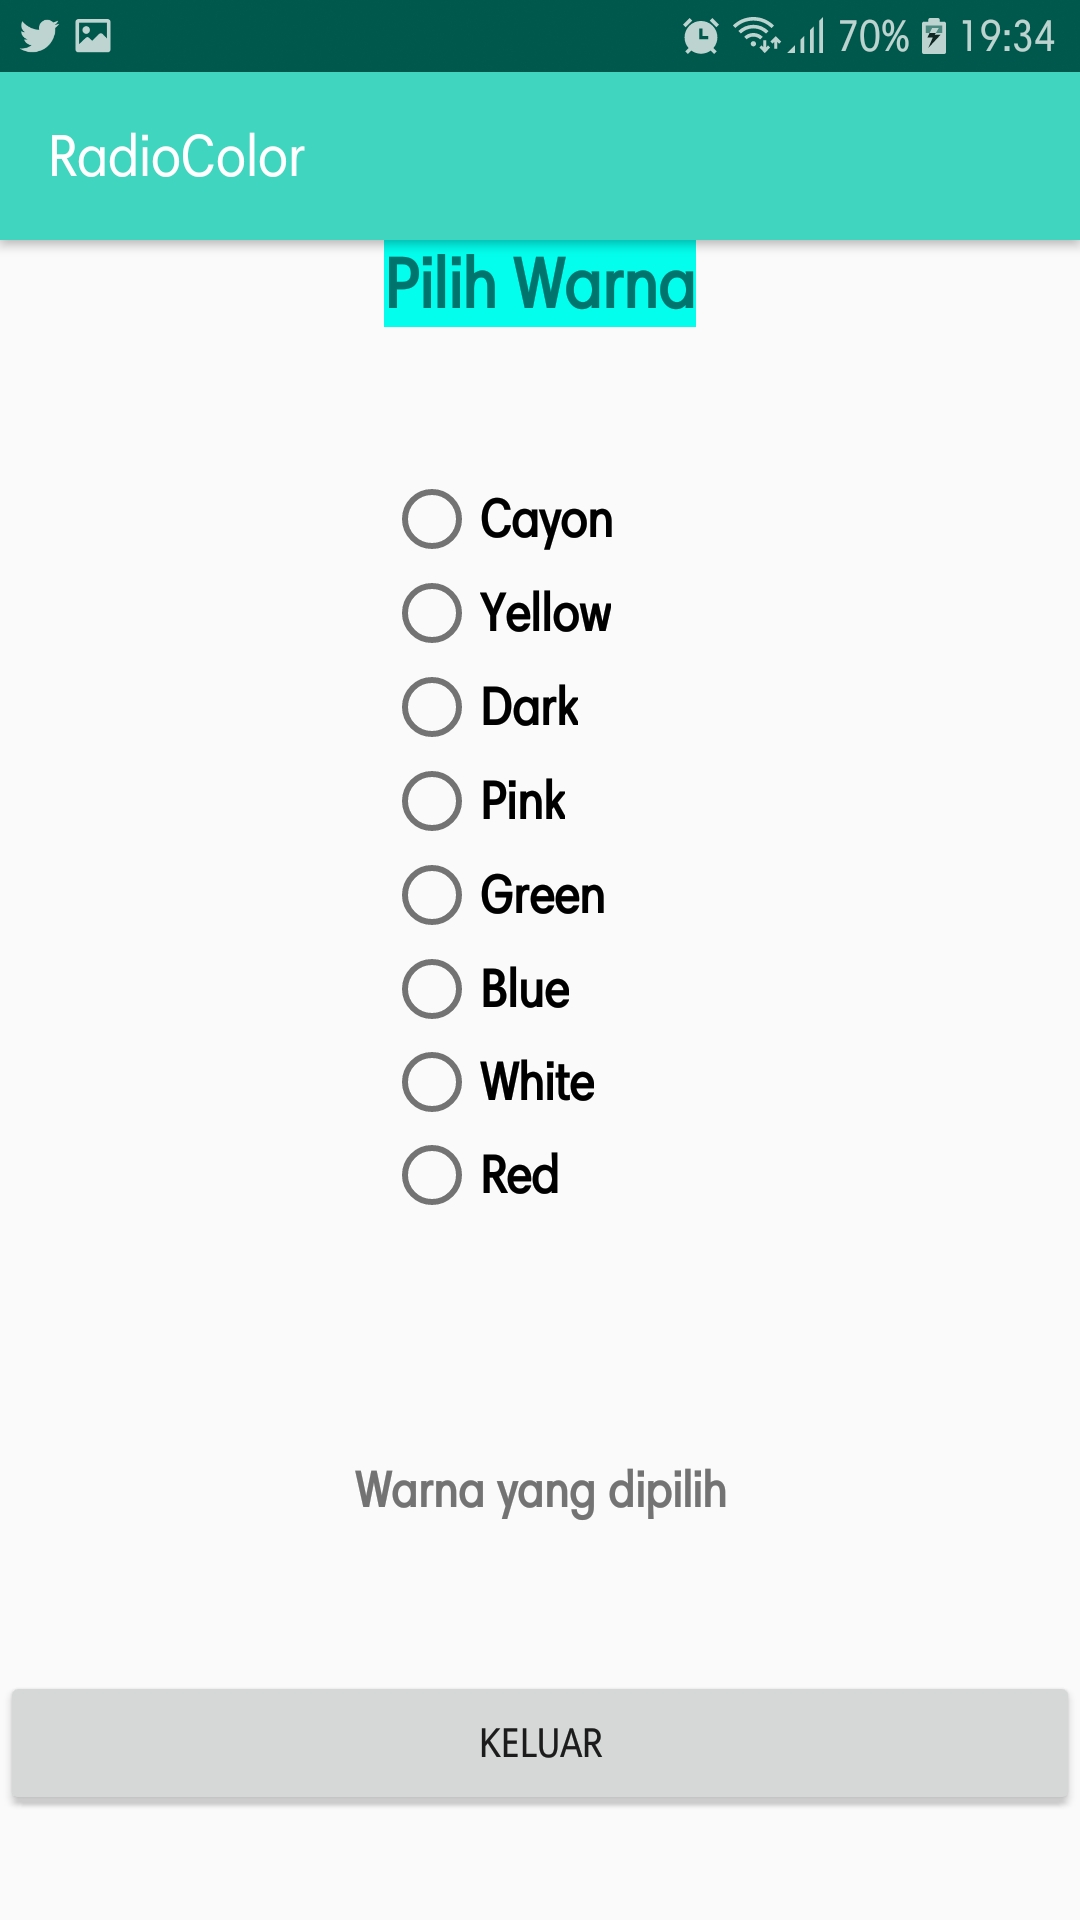 70% 19:34
RadioColor
Pilih Warna
Cayon
Yellow
Dark
Pink
Green
Blue
White
Red
Warna yang dipilih
KELUAR